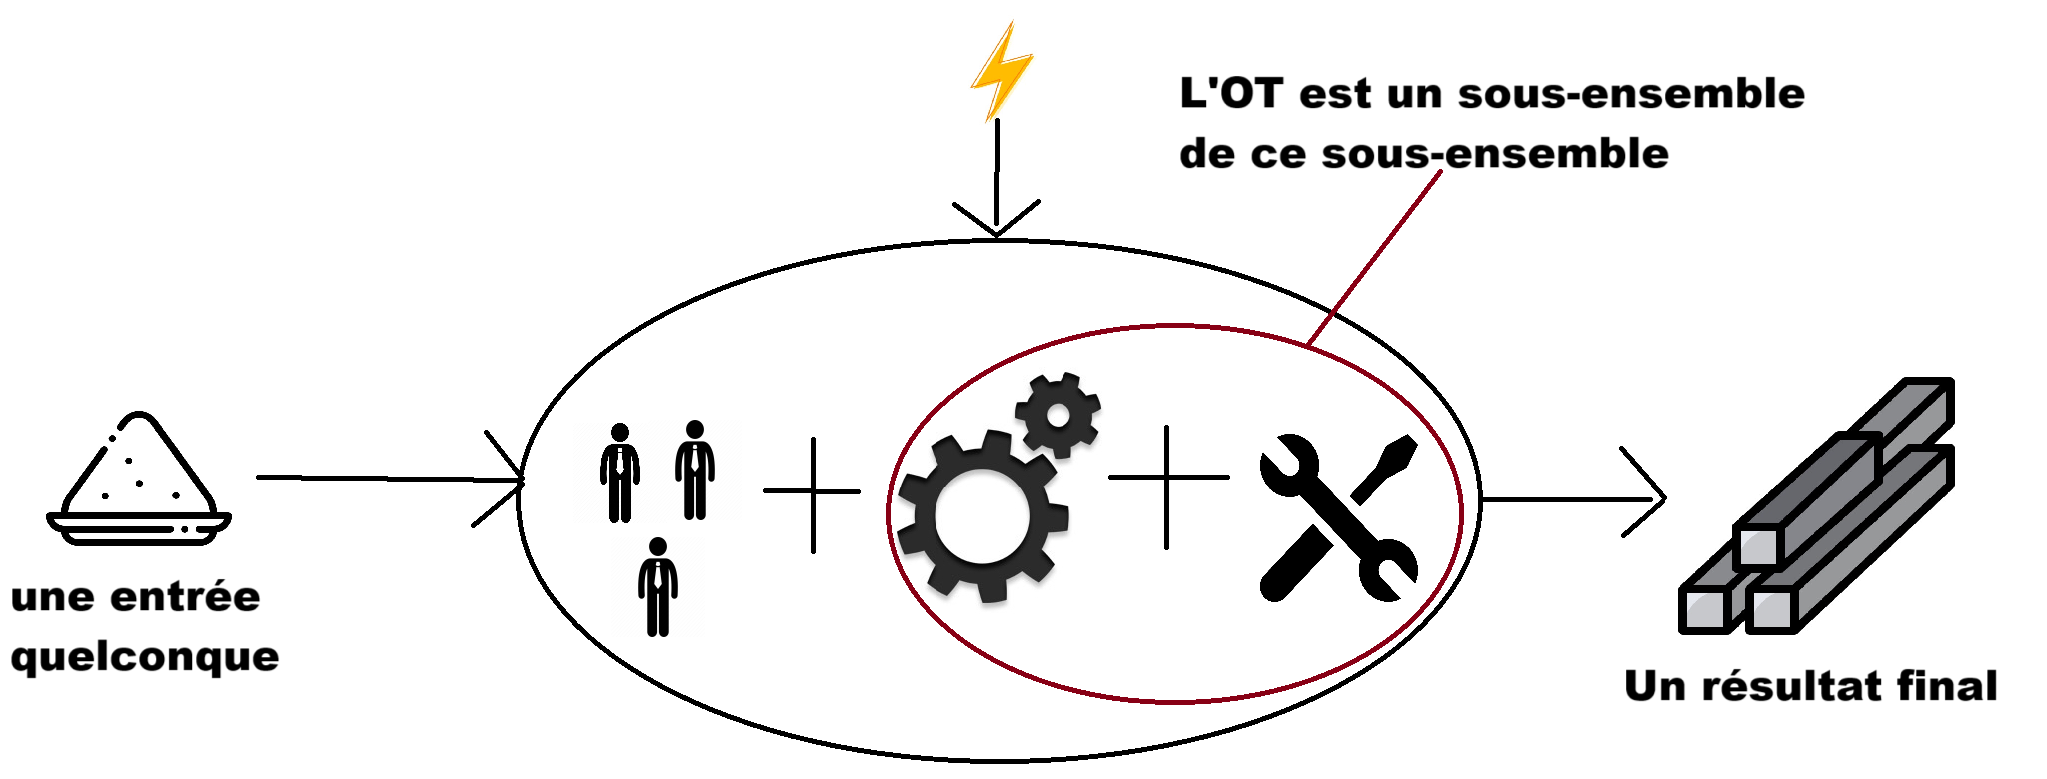 L'OT est un sous-ensemble
de ce sous-ensemble
une entrée
quelconque
Un résultat final